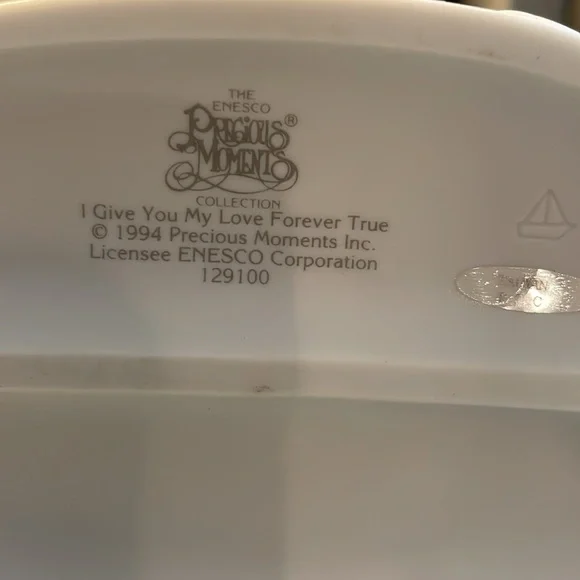 THE
ENESCO
PRECIOUS®
MOMENTS
COLLECTION
I Give You My Love Forever True
© 1994 Precious Moments Inc.
Licensee ENESCO Corporation
129100